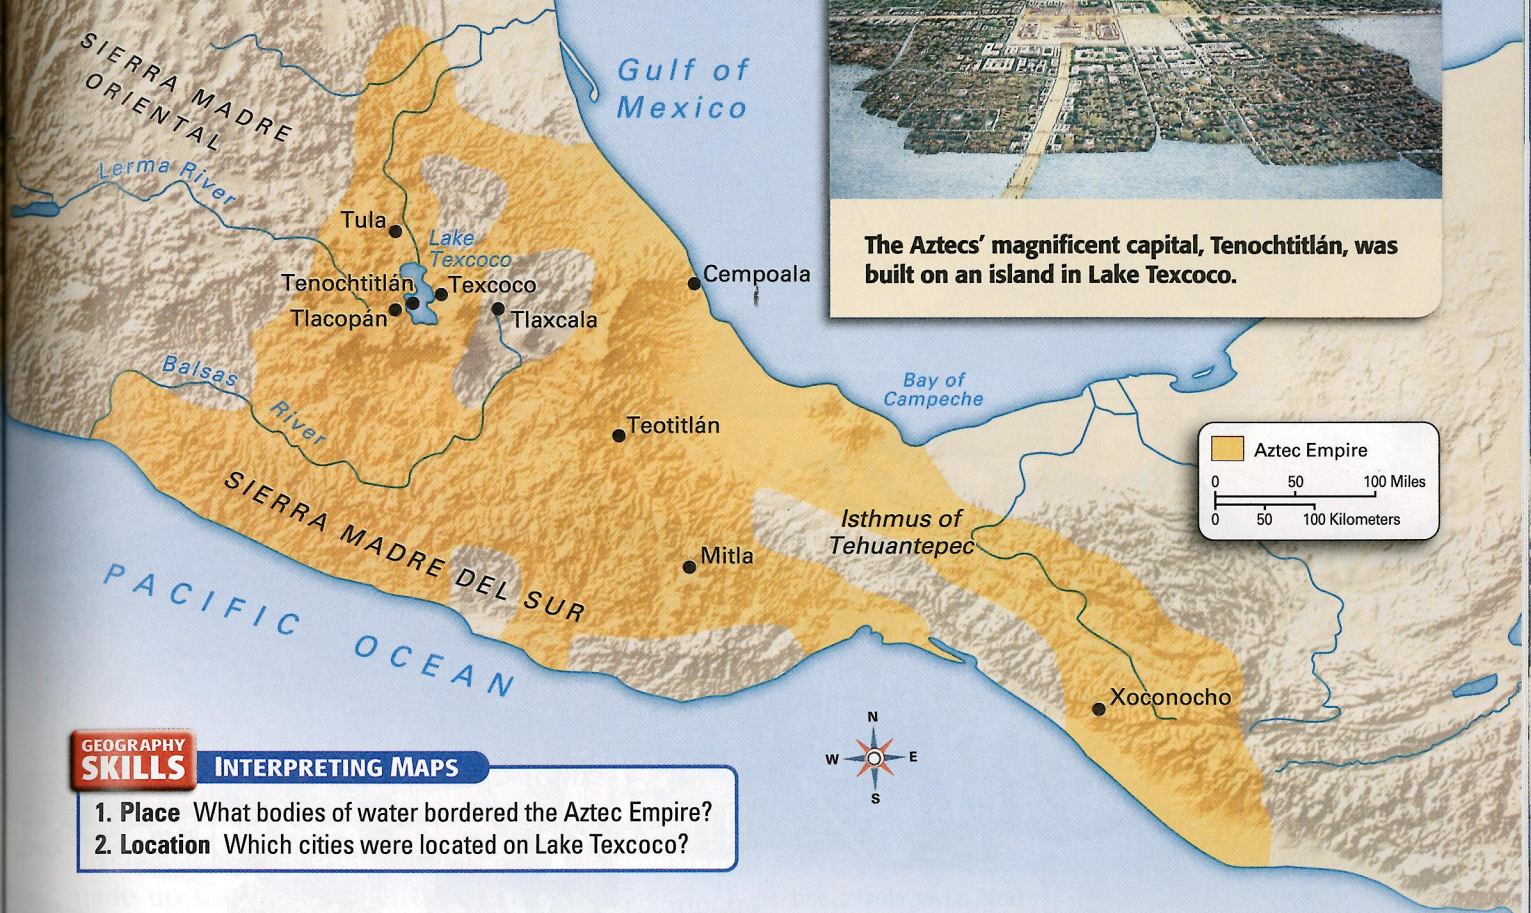 SIERRA MADRE
ORIENTAL
Gulf of
Mexico
Lerma River
Tula
Lake
Texcoco
Tenochtitlán
Texcoco
Tlacopán
Tlaxcala
Cempoala
The Aztecs’ magnificent capital, Tenochtitlán, was
built on an island in Lake Texcoco.
Balsas
River
Bay of
Campeche
Teotitlán
Aztec Empire
0 50 100 Miles
0 50 100 Kilometers
SIERRA MADRE DEL SUR
Isthmus of
Tehuantepec
Mitla
PACIFIC OCEAN
Xoconocho
N
W E
S
GEOGRAPHY
SKILLS
INTERPRETING MAPS
1. Place What bodies of water bordered the Aztec Empire?
2. Location Which cities were located on Lake Texcoco?